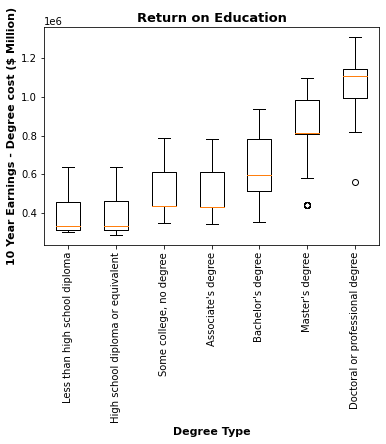 Return on Education
1e6
10 Year Earnings - Degree cost ($ Million)
1.2
1.0
0.8
0.6
0.4
Less than high school diploma
High school diploma or equivalent
Some college, no degree
Associate's degree
Bachelor's degree
Master's degree
Doctoral or professional degree
Degree Type